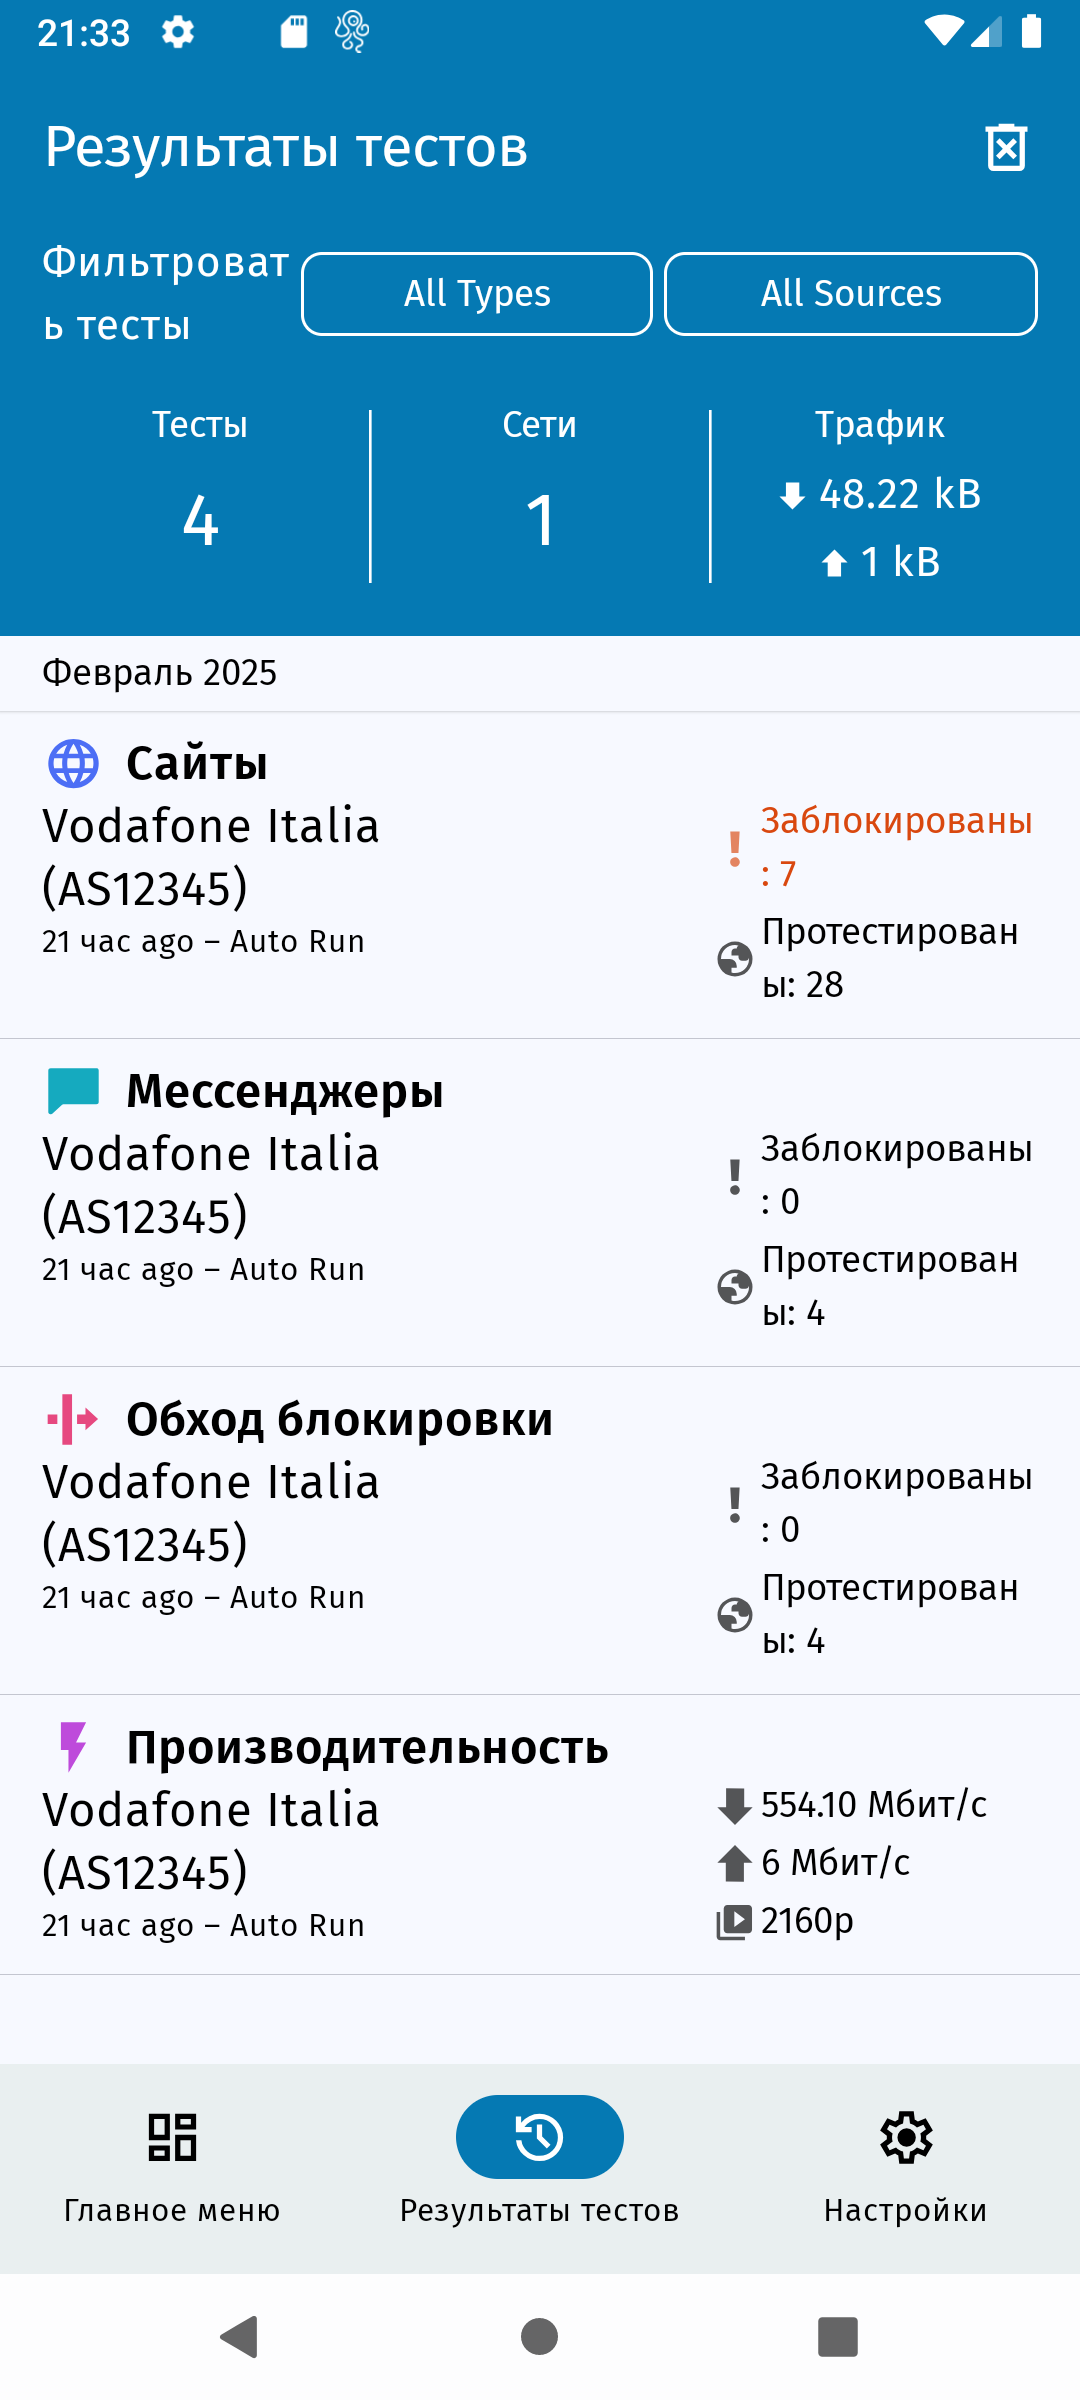 21:33
Результаты тестов
Фильтроват
ь тесты
All Types
All Sources
Тесты
4
Сети
1
Трафик
48.22 kB
1 kB
Февраль 2025
Сайты
Vodafone Italia
(AS12345)
21 час ago – Auto Run
Заблокированы
: 7
Протестирован
ы: 28
Мессенджеры
Vodafone Italia
(AS12345)
21 час ago – Auto Run
Заблокированы
: 0
Протестирован
ы: 4
Обход блокировки
Vodafone Italia
(AS12345)
21 час ago – Auto Run
Заблокированы
: 0
Протестирован
ы: 4
Производительность
Vodafone Italia
(AS12345)
21 час ago – Auto Run
554.10 Мбит/с
6 Мбит/с
2160p
Главное меню
Результаты тестов
Настройки